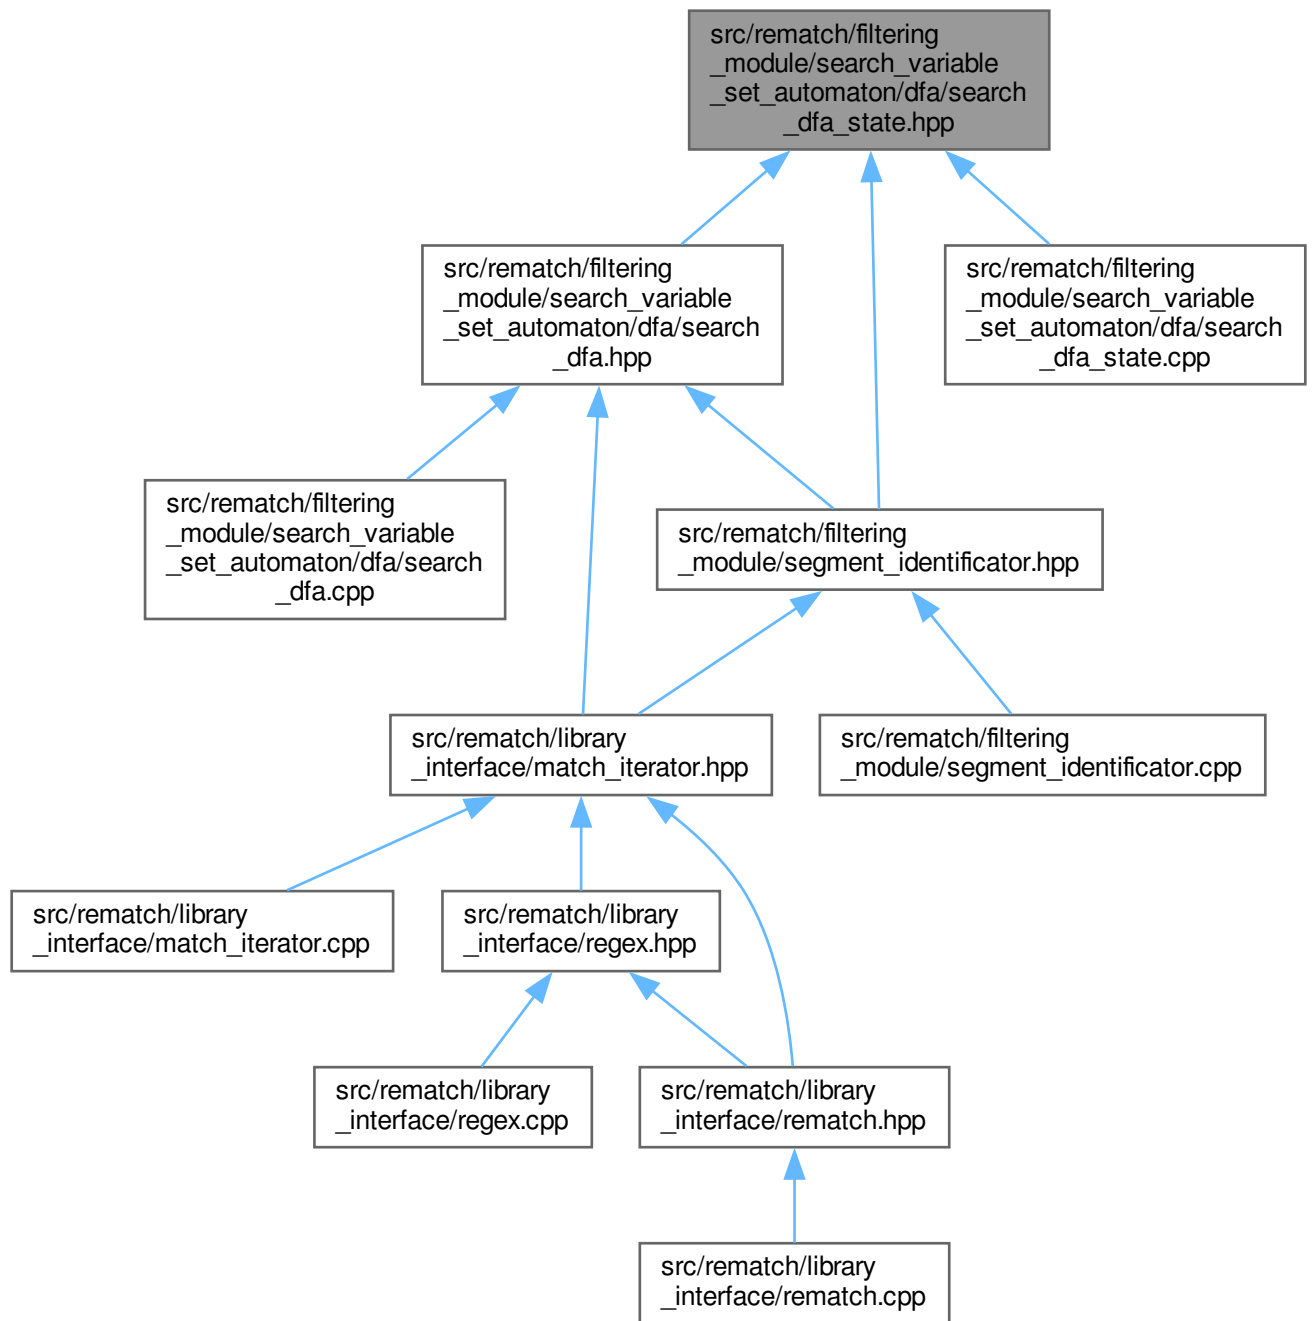 src/rematch/filtering
_module/search_variable
_set_automaton/dfa/search
_dfa_state.hpp
src/rematch/filtering
_module/search_variable
_set_automaton/dfa/search
_dfa.hpp
src/rematch/filtering
_module/search_variable
_set_automaton/dfa/search
_dfa_state.cpp
src/rematch/filtering
_module/search_variable
_set_automaton/dfa/search
_dfa.cpp
src/rematch/filtering
_module/segment_identificator.hpp
src/rematch/library
_interface/match_iterator.hpp
src/rematch/filtering
_module/segment_identificator.cpp
src/rematch/library
_interface/match_iterator.cpp
src/rematch/library
_interface/regex.hpp
src/rematch/library
_interface/regex.cpp
src/rematch/library
_interface/rematch.hpp
src/rematch/library
_interface/rematch.cpp